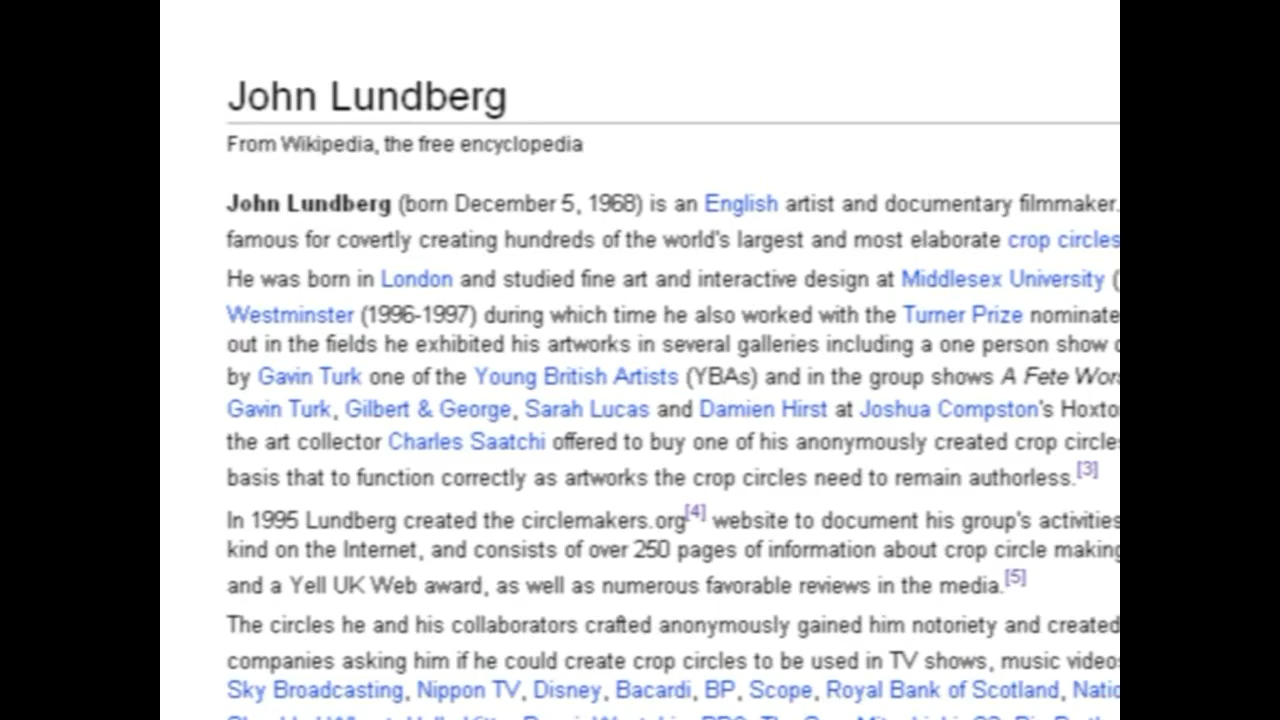 John Lundberg
From Wikipedia, the free encyclopedia
John Lundberg (born December 5, 1968) is an English artist and documentary filmmaker.
famous for covertly creating hundreds of the world's largest and most elaborate crop circles
He was born in London and studied fine art and interactive design at Middlesex University (
Westminster (1996-1997) during which time he also worked with the Turner Prize nominate
out in the fields he exhibited his artworks in several galleries including a one person show
by Gavin Turk one of the Young British Artists (YBAs) and in the group shows A Fete Wor
Gavin Turk, Gilbert & George, Sarah Lucas and Damien Hirst at Joshua Compston's Hoxto
the art collector Charles Saatchi offered to buy one of his anonymously created crop circle
basis that to function correctly as artworks the crop circles need to remain authorless.[3]
In 1995 Lundberg created the circlemakers.org[4] website to document his group's activities
kind on the Internet, and consists of over 250 pages of information about crop circle making
and a Yell UK Web award, as well as numerous favorable reviews in the media.[5]
The circles he and his collaborators crafted anonymously gained him notoriety and created
companies asking him if he could create crop circles to be used in TV shows, music video
Sky Broadcasting, Nippon TV, Disney, Bacardi, BP, Scope, Royal Bank of Scotland, Natio